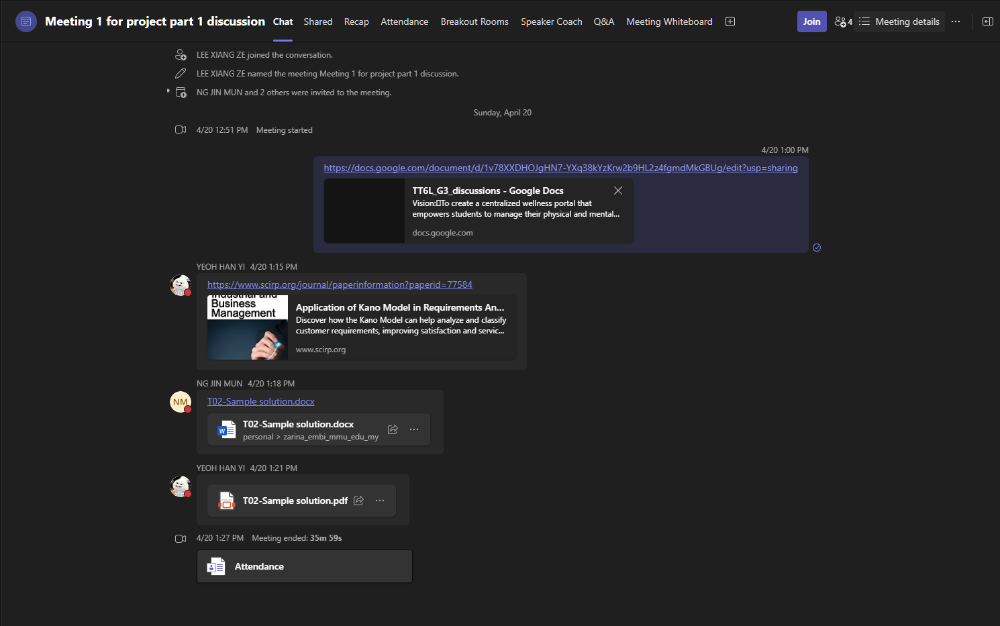 Meeting 1 for project part 1 discussion Chat Shared Recap Attendance Breakout Rooms Speaker Coach Q&A Meeting Whiteboard Join 4 Meeting details
LEE XIANG ZE joined the conversation.
LEE XIANG ZE named the meeting Meeting 1 for project part 1 discussion.
NG JIN MUN and 2 others were invited to the meeting.
Sunday, April 20
4/20 12:51 PM Meeting started
4/20 1:00 PM
https://docs.google.com/document/d/1v78XXDHOJgHN7-YXq38kYzKrw2b9HL2z4fgmdMkGBUg/edit?usp=sharing
TT6L_G3_discussions - Google Docs
Vision:▯To create a centralized wellness portal that
empowers students to manage their physical and mental...
docs.google.com
YEOH HAN YI 4/20 1:15 PM
https://www.scirp.org/journal/paperinformation?paperid=77584
Industrial and
Business
Management
Application of Kano Model in Requirements An...
Discover how the Kano Model can help analyze and classify
customer requirements, improving satisfaction and servic...
www.scirp.org
NG JIN MUN 4/20 1:18 PM
NM
T02-Sample solution.docx
W
T02-Sample solution.docx
personal > zarina_embi_mmu_edu_my
YEOH HAN YI 4/20 1:21 PM
T02-Sample solution.pdf
4/20 1:27 PM Meeting ended: 35m 59s
Attendance